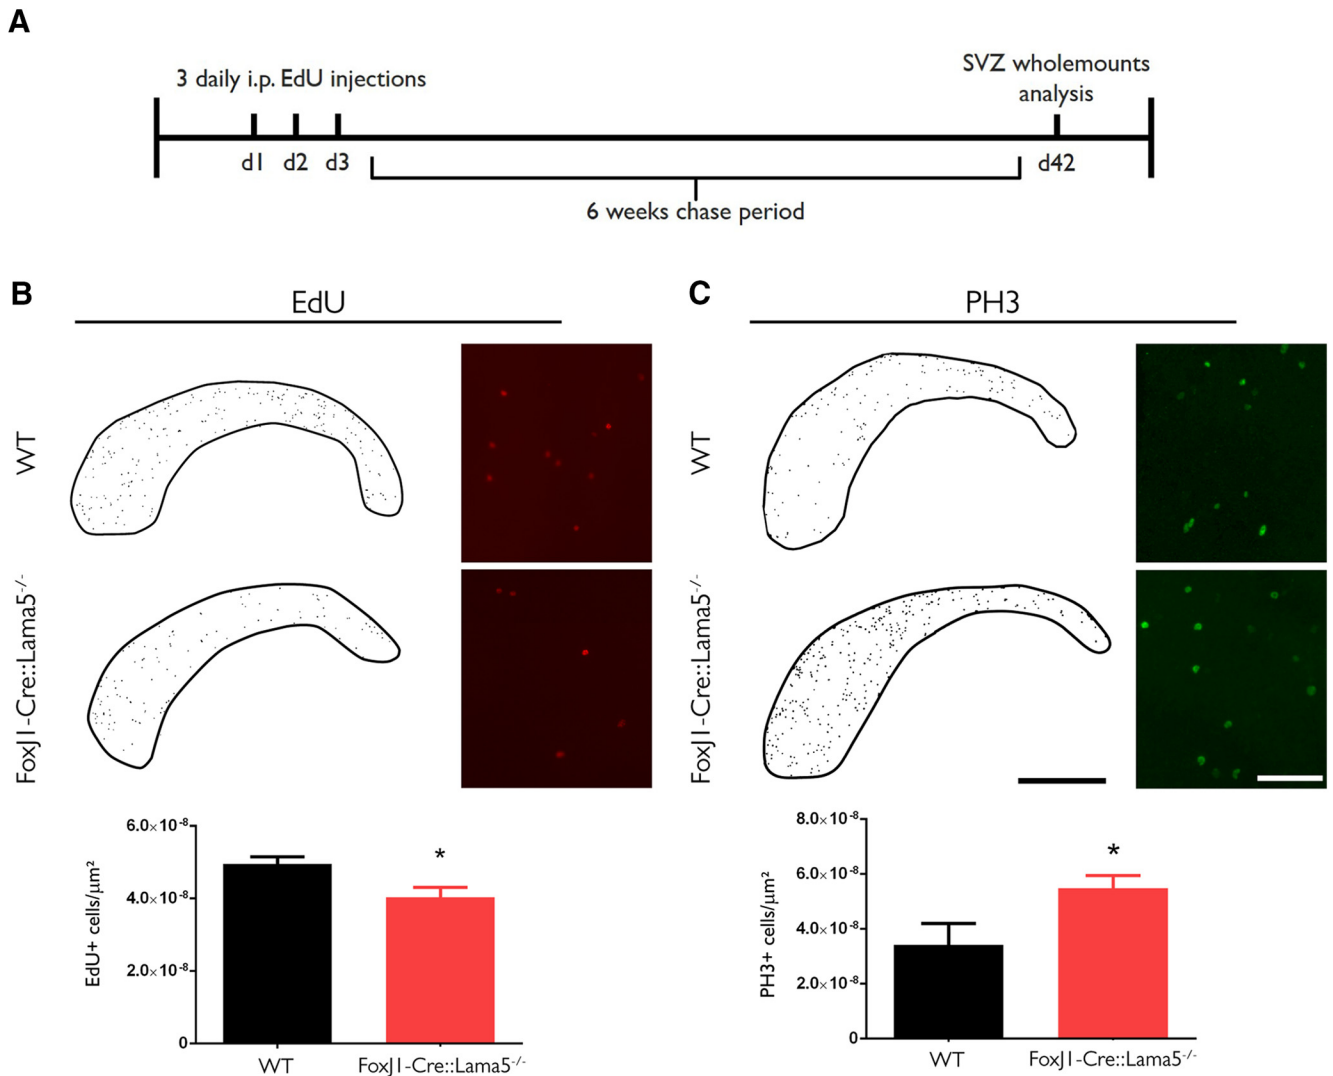 A
3 daily i.p. EdU injections
SVZ wholemounts
analysis
d1 d2 d3
d42
6 weeks chase period
B
EdU
WT
FoxJ1-Cre::Lama5-/-
6.0×10-8
4.0×10-8
2.0×10-8
0
EdU+ cells/µm²
*
WT
FoxJ1-Cre::Lama5-/-
C
PH3
WT
FoxJ1-Cre::Lama5-/-
8.0×10-8
6.0×10-8
4.0×10-8
2.0×10-8
0
PH3+ cells/µm²
*
WT
FoxJ1-Cre::Lama5-/-